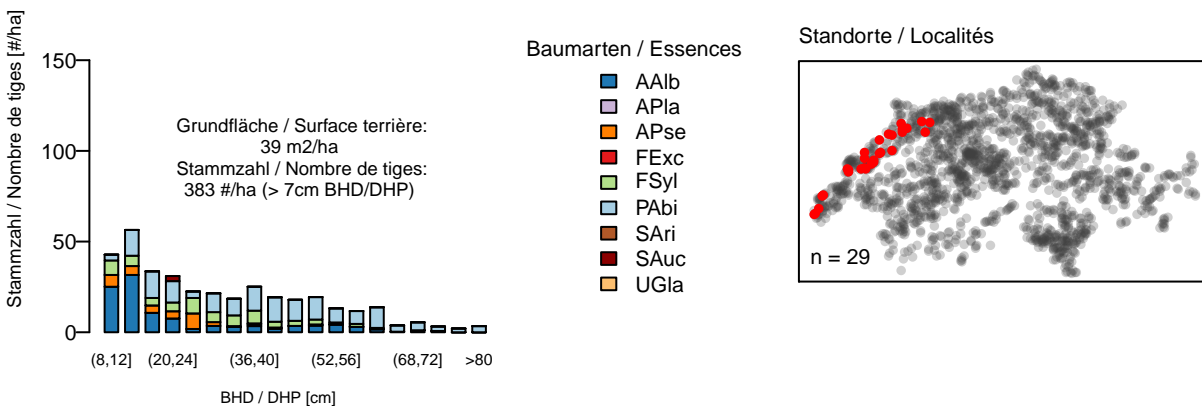 Stammzahl / Nombre de tiges [#/ha]
150
100
50
0
Grundfläche / Surface terrière:
39 m2/ha
Stammzahl / Nombre de tiges:
383 #/ha (> 7cm BHD/DHP)
(8,12]
(20,24]
(36,40]
(52,56]
(68,72]
>80
BHD / DHP [cm]
Baumarten / Essences
AAlb
APla
APse
FExc
FSyl
PAbi
SAri
SAuc
UGla
Standorte / Localités
n = 29